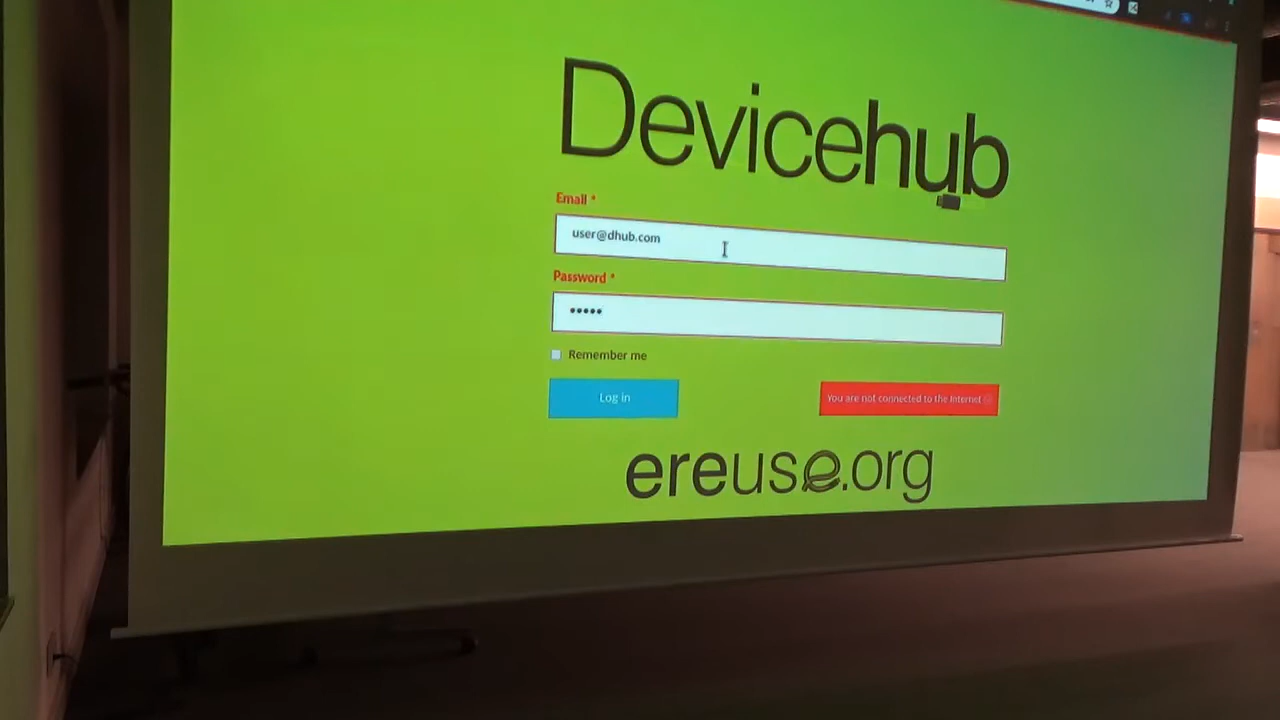 Devicehub
Email *
user@dhub.com
Password *
•••••
Remember me
Log in
You are not connected to the Internet
ereuse.org